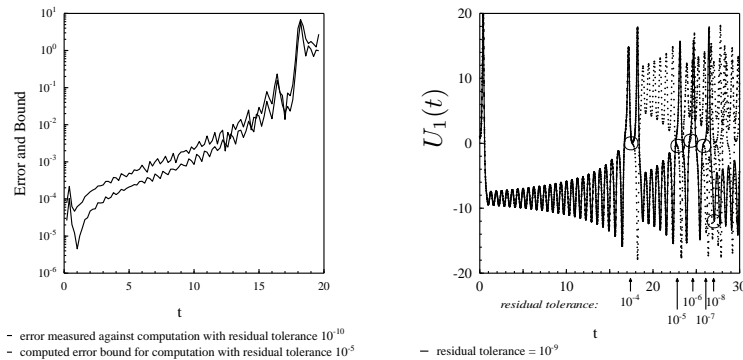 10^1
10^0
10^-1
10^-2
10^-3
10^-4
10^-5
10^-6
Error and Bound
0 5 10 15 20
t
- error measured against computation with residual tolerance 10^-10
- computed error bound for computation with residual tolerance 10^-5
20
10
0
-10
-20
U_1(t)
0 10 20 30
residual tolerance: 10^-4 10^-6 10^-8
10^-5 10^-7
t
- residual tolerance = 10^-9